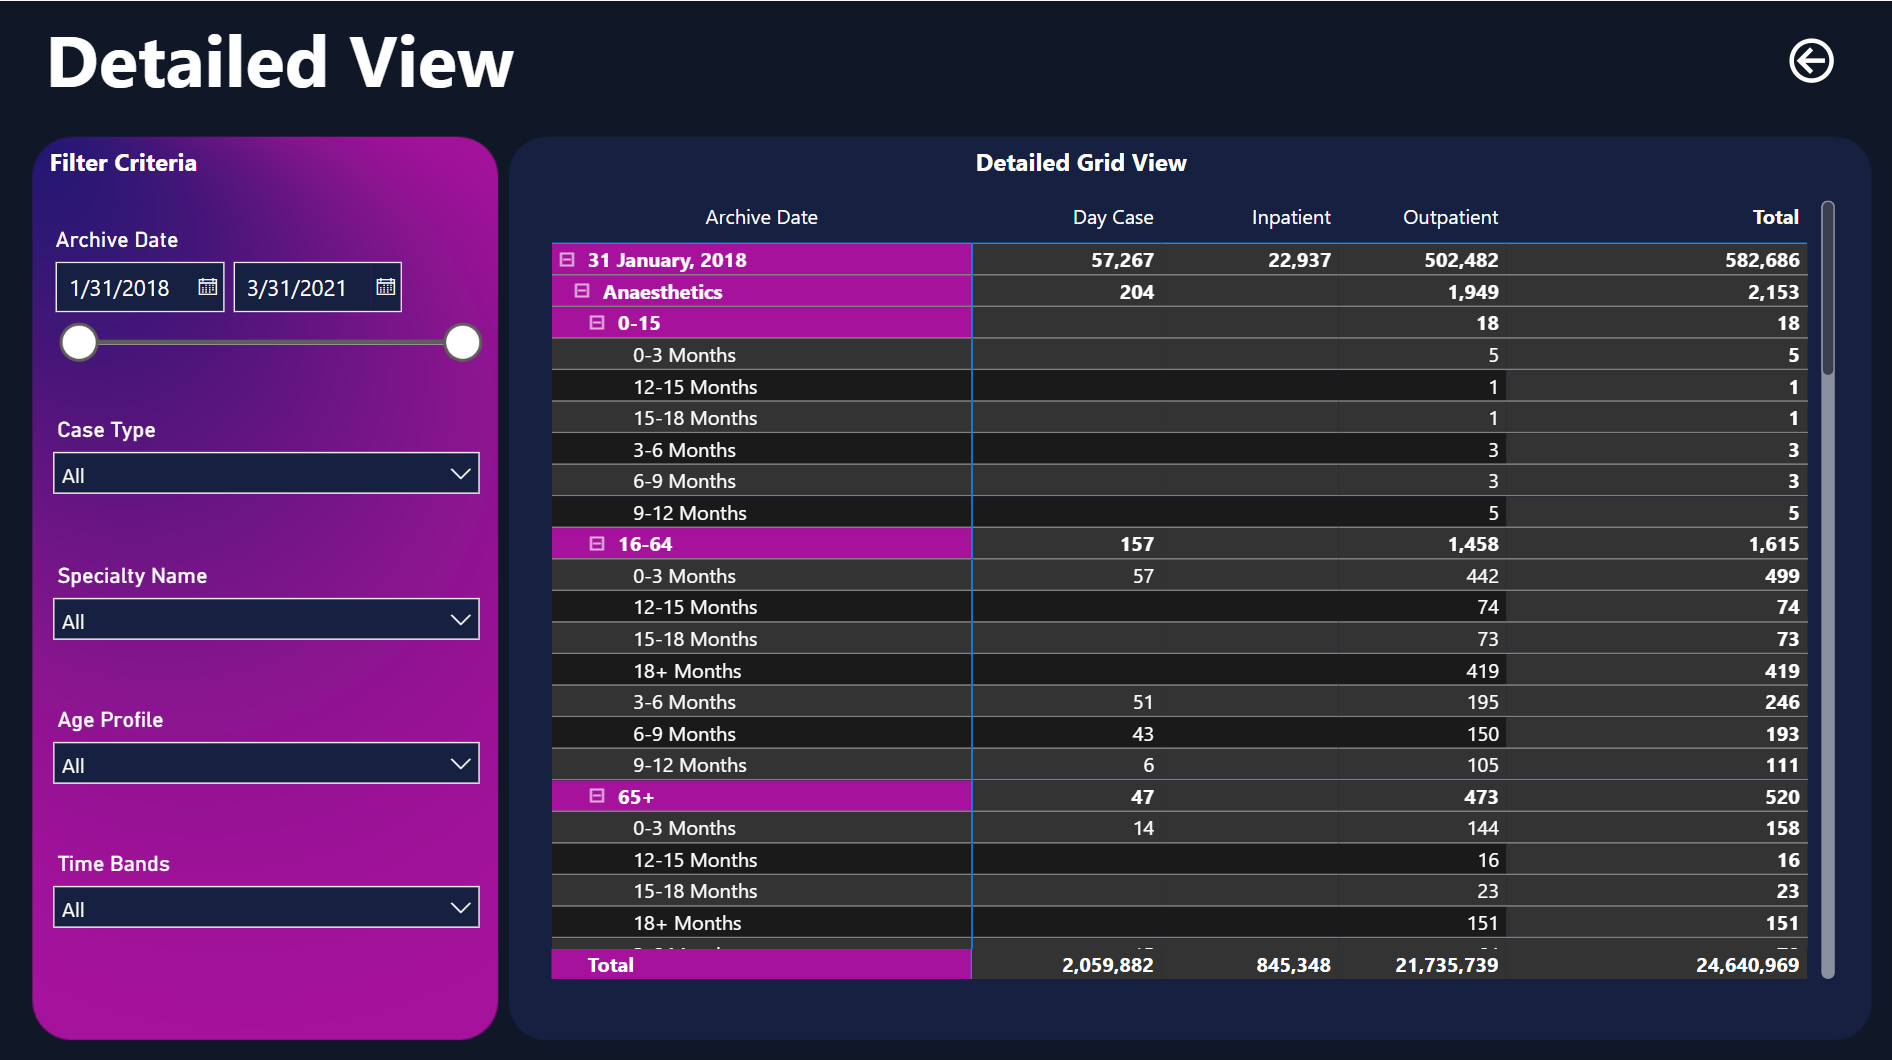 Detailed View
Filter Criteria
Archive Date
1/31/2018 3/31/2021
Case Type
All
Specialty Name
All
Age Profile
All
Time Bands
All
Detailed Grid View
Archive Date Day Case Inpatient Outpatient Total
31 January, 2018 57,267 22,937 502,482 582,686
Anaesthetics 204 1,949 2,153
0-15 18 18
0-3 Months 5 5
12-15 Months 1 1
15-18 Months 1 1
3-6 Months 3 3
6-9 Months 3 3
9-12 Months 5 5
16-64 157 1,458 1,615
0-3 Months 57 442 499
12-15 Months 74 74
15-18 Months 73 73
18+ Months 419 419
3-6 Months 51 195 246
6-9 Months 43 150 193
9-12 Months 6 105 111
65+ 47 473 520
0-3 Months 14 144 158
12-15 Months 16 16
15-18 Months 23 23
18+ Months 151 151
Total 2,059,882 845,348 21,735,739 24,640,969